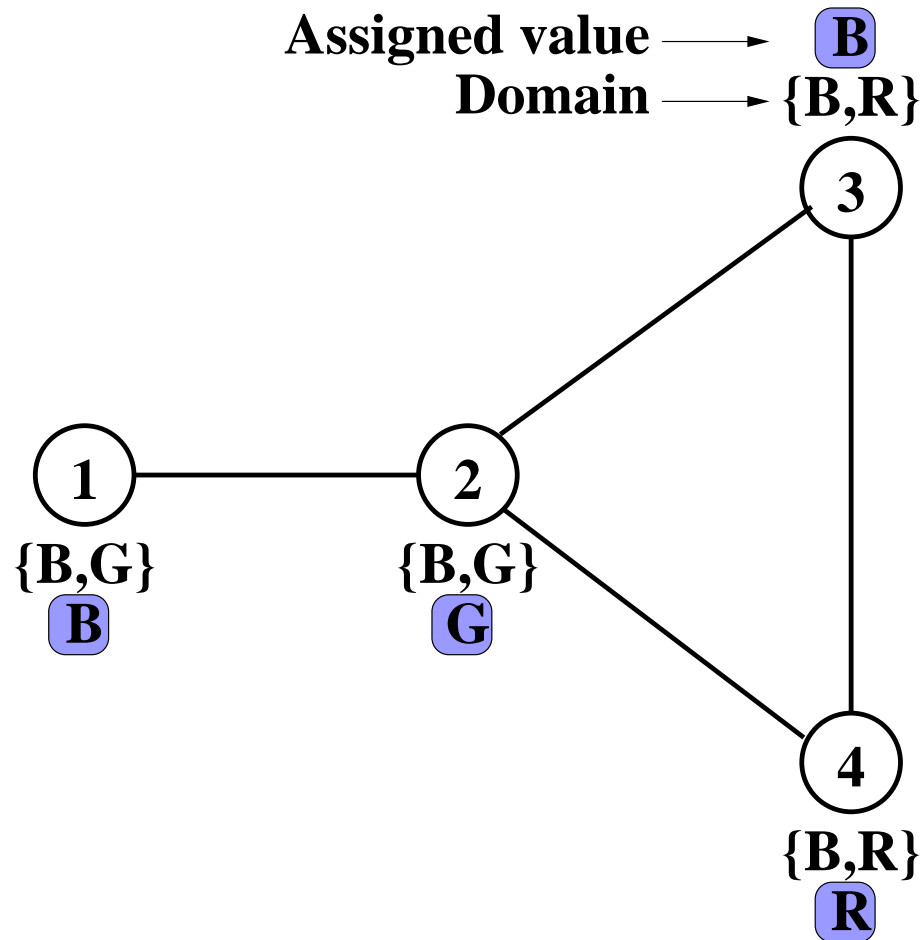 Assigned value B
Domain {B,R}
3
1
2
{B,G}
{B,G}
B
G
4
{B,R}
R